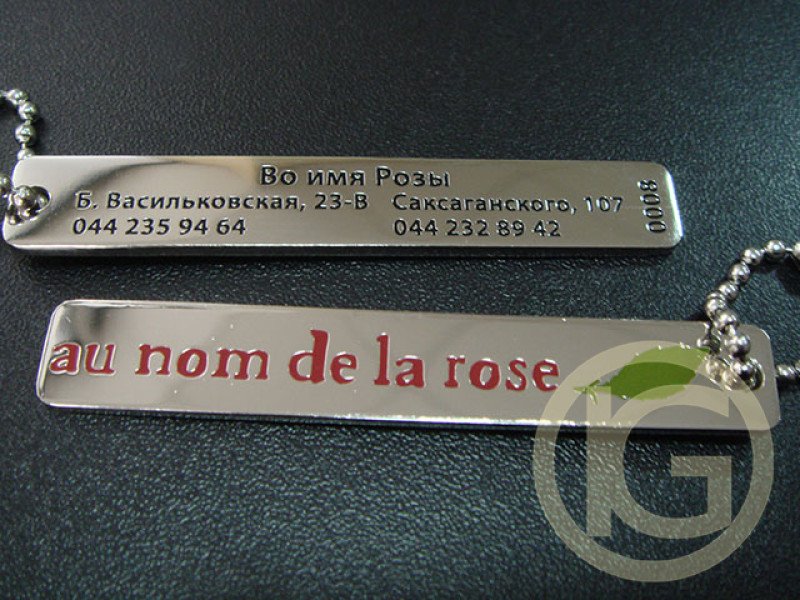 Во имя Розы
Б. Васильковская, 23-В Саксаганского, 107
044 235 94 64 044 232 89 42
0008
au nom de la rose
IG